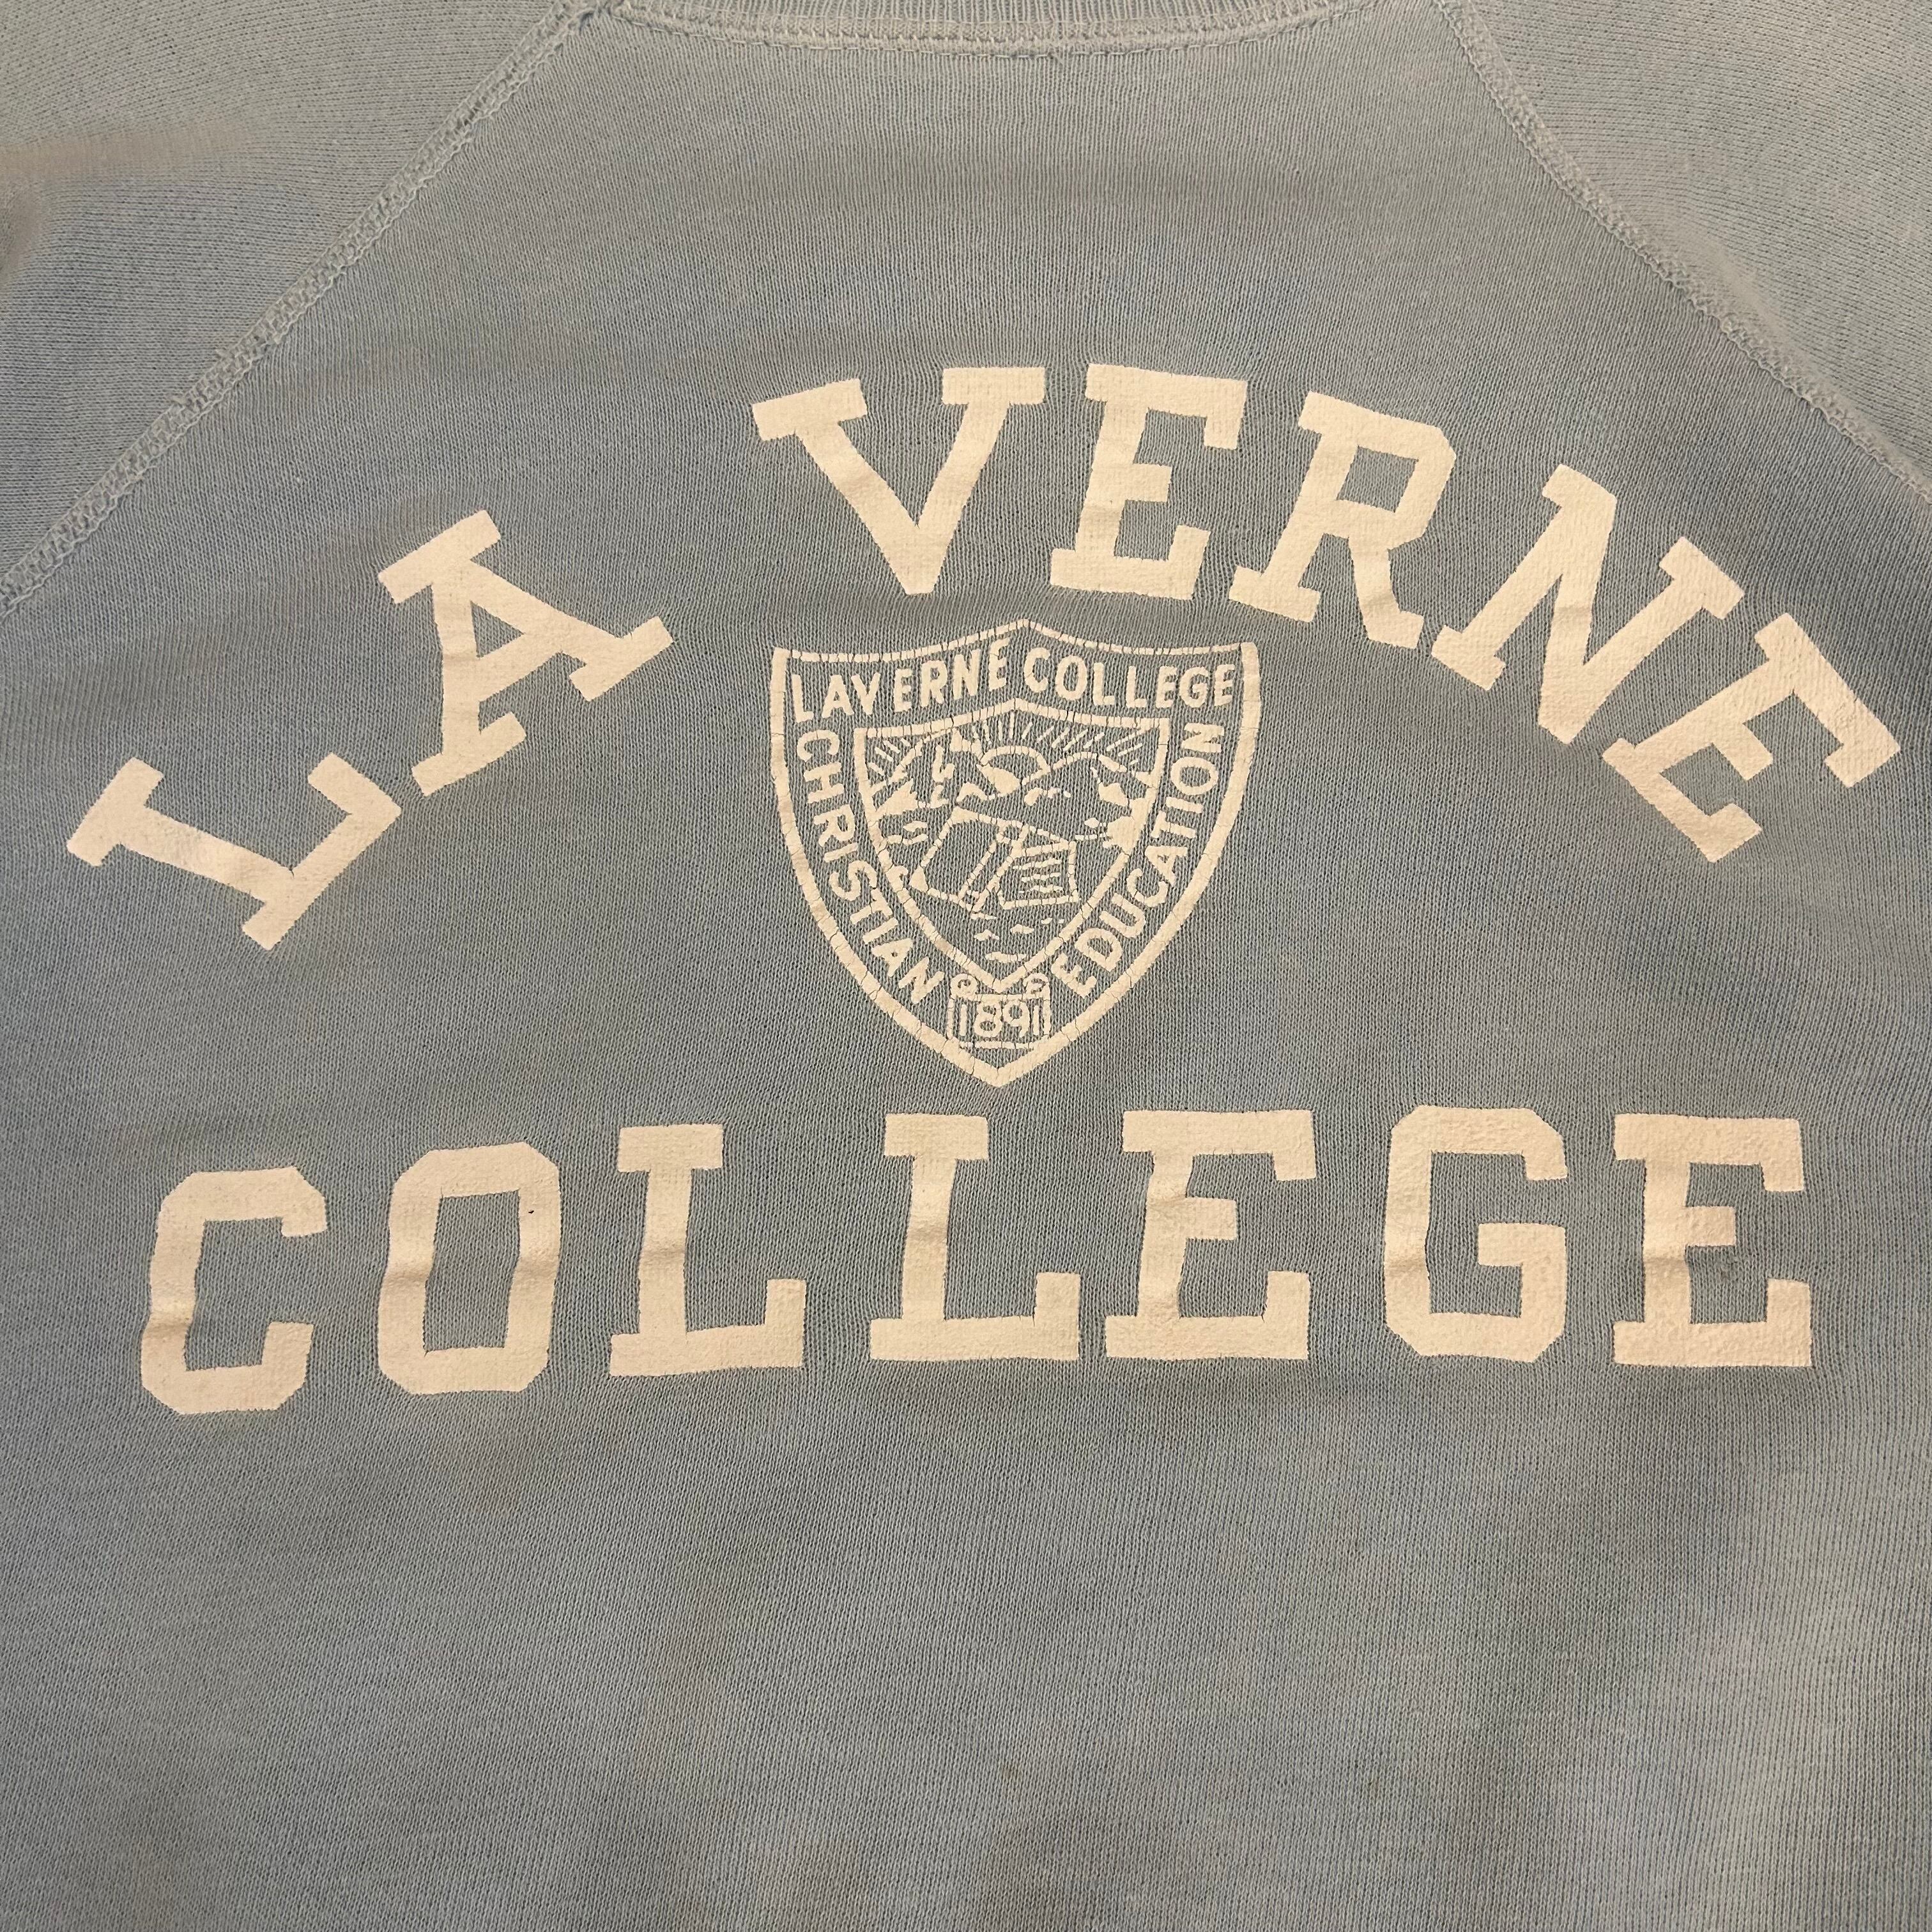 LA VERNE
LAVERNE COLLEGE
CHRISTIAN EDUCATION
1891
COLLEGE